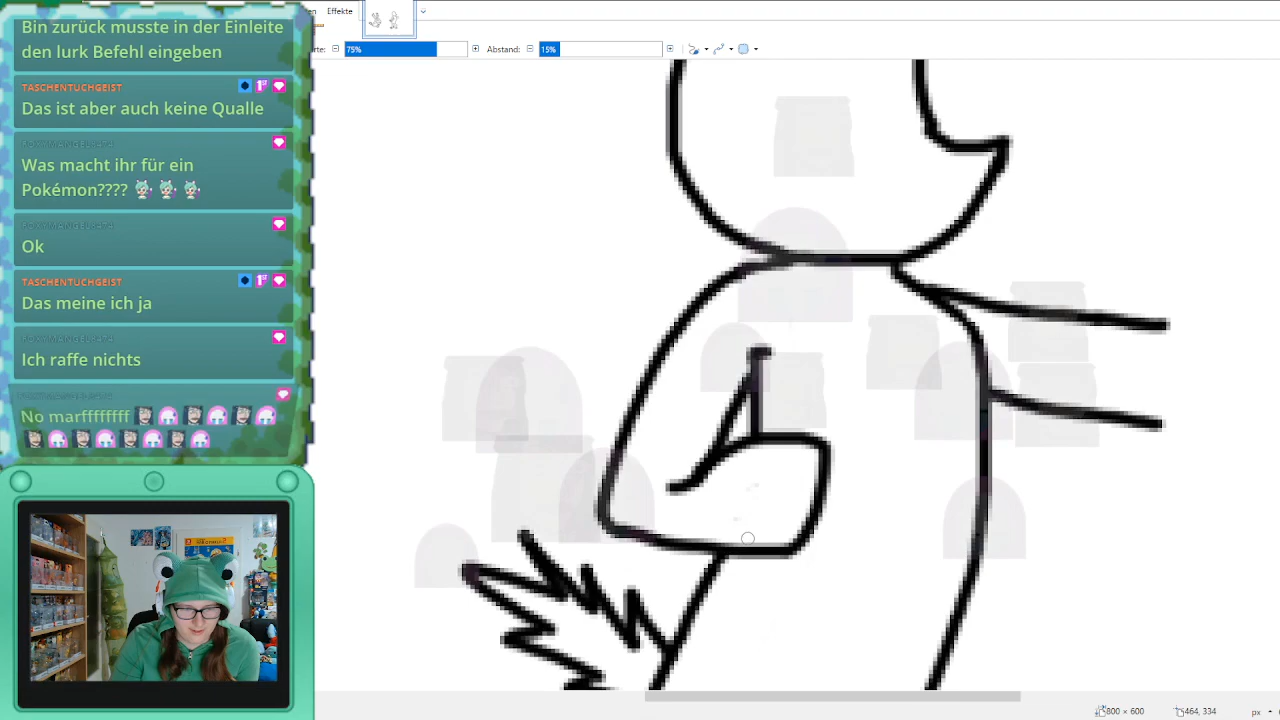 Bin zurück musste in der Einleite
den lurk Befehl eingeben
TASCHENTUCHGEIST
Das ist aber auch keine Qualle
Was macht ihr für ein
Pokémon????
Ok
TASCHENTUCHGEIST
Das meine ich ja
Ich raffe nichts
No marffffffff
Effekte
75%
Abstand:
15%
800 × 600
464, 334
px